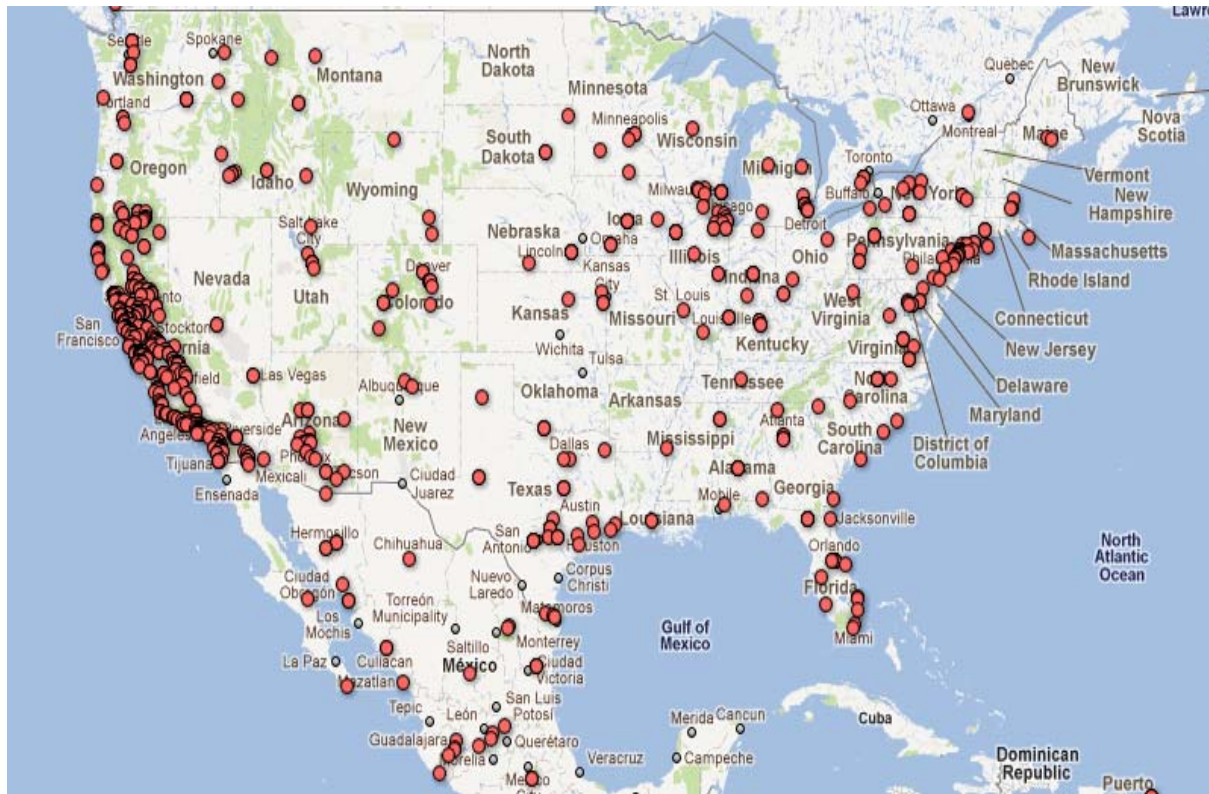 Lawr
Seattle
Spokane
Washington
Montana
North
Dakota
Minnesota
Quebec
New
Brunswick
Ottawa
Montreal
Maine
Nova
Scotia
Portland
Minneapolis
Wisconsin
South
Dakota
Oregon
Idaho
Wyoming
Michigan
Toronto
Buffalo
New York
Vermont
New
Hampshire
Milwau
Detroit
Salt Lake
City
Nebraska
Iowa
Omaha
Lincoln
Massachusetts
Pennsylvania
Ohio
Illinois
Indiana
Rhode Island
Nevada
Utah
Denver
Colorado
Kansas
City
Kansas
Missouri
St. Louis
Louisville
West
Virginia
Connecticut
San
Francisco
Stockton
Kentucky
Virginia
New Jersey
Wichita
Tulsa
Las Vegas
Albuquerque
Oklahoma
Tennessee
Delaware
Arkansas
Carolina
Maryland
Arizona
New
Mexico
Atlanta
South
Carolina
District of
Columbia
Dallas
Mississippi
Alabama
Tijuana
Mexicali
Ensenada
Ciudad
Juarez
Texas
Mobile
Georgia
Austin
Louisiana
Jacksonville
San
Antonio
Houston
Orlando
Hermosillo
Chihuahua
North
Atlantic
Ocean
Ciudad
Obregón
Nuevo
Laredo
Corpus
Christi
Florida
Los
Mochis
Torreón
Municipality
Matamoros
Monterrey
Saltillo
Gulf of
Mexico
Miami
La Paz
Culiacan
México
Ciudad
Victoria
Mazatlan
San Luis
Potosí
Tepic
León
Guadalajara
Querétaro
Morelia
Veracruz
Merida
Cancun
Campeche
Cuba
Dominican
Republic
Puerto